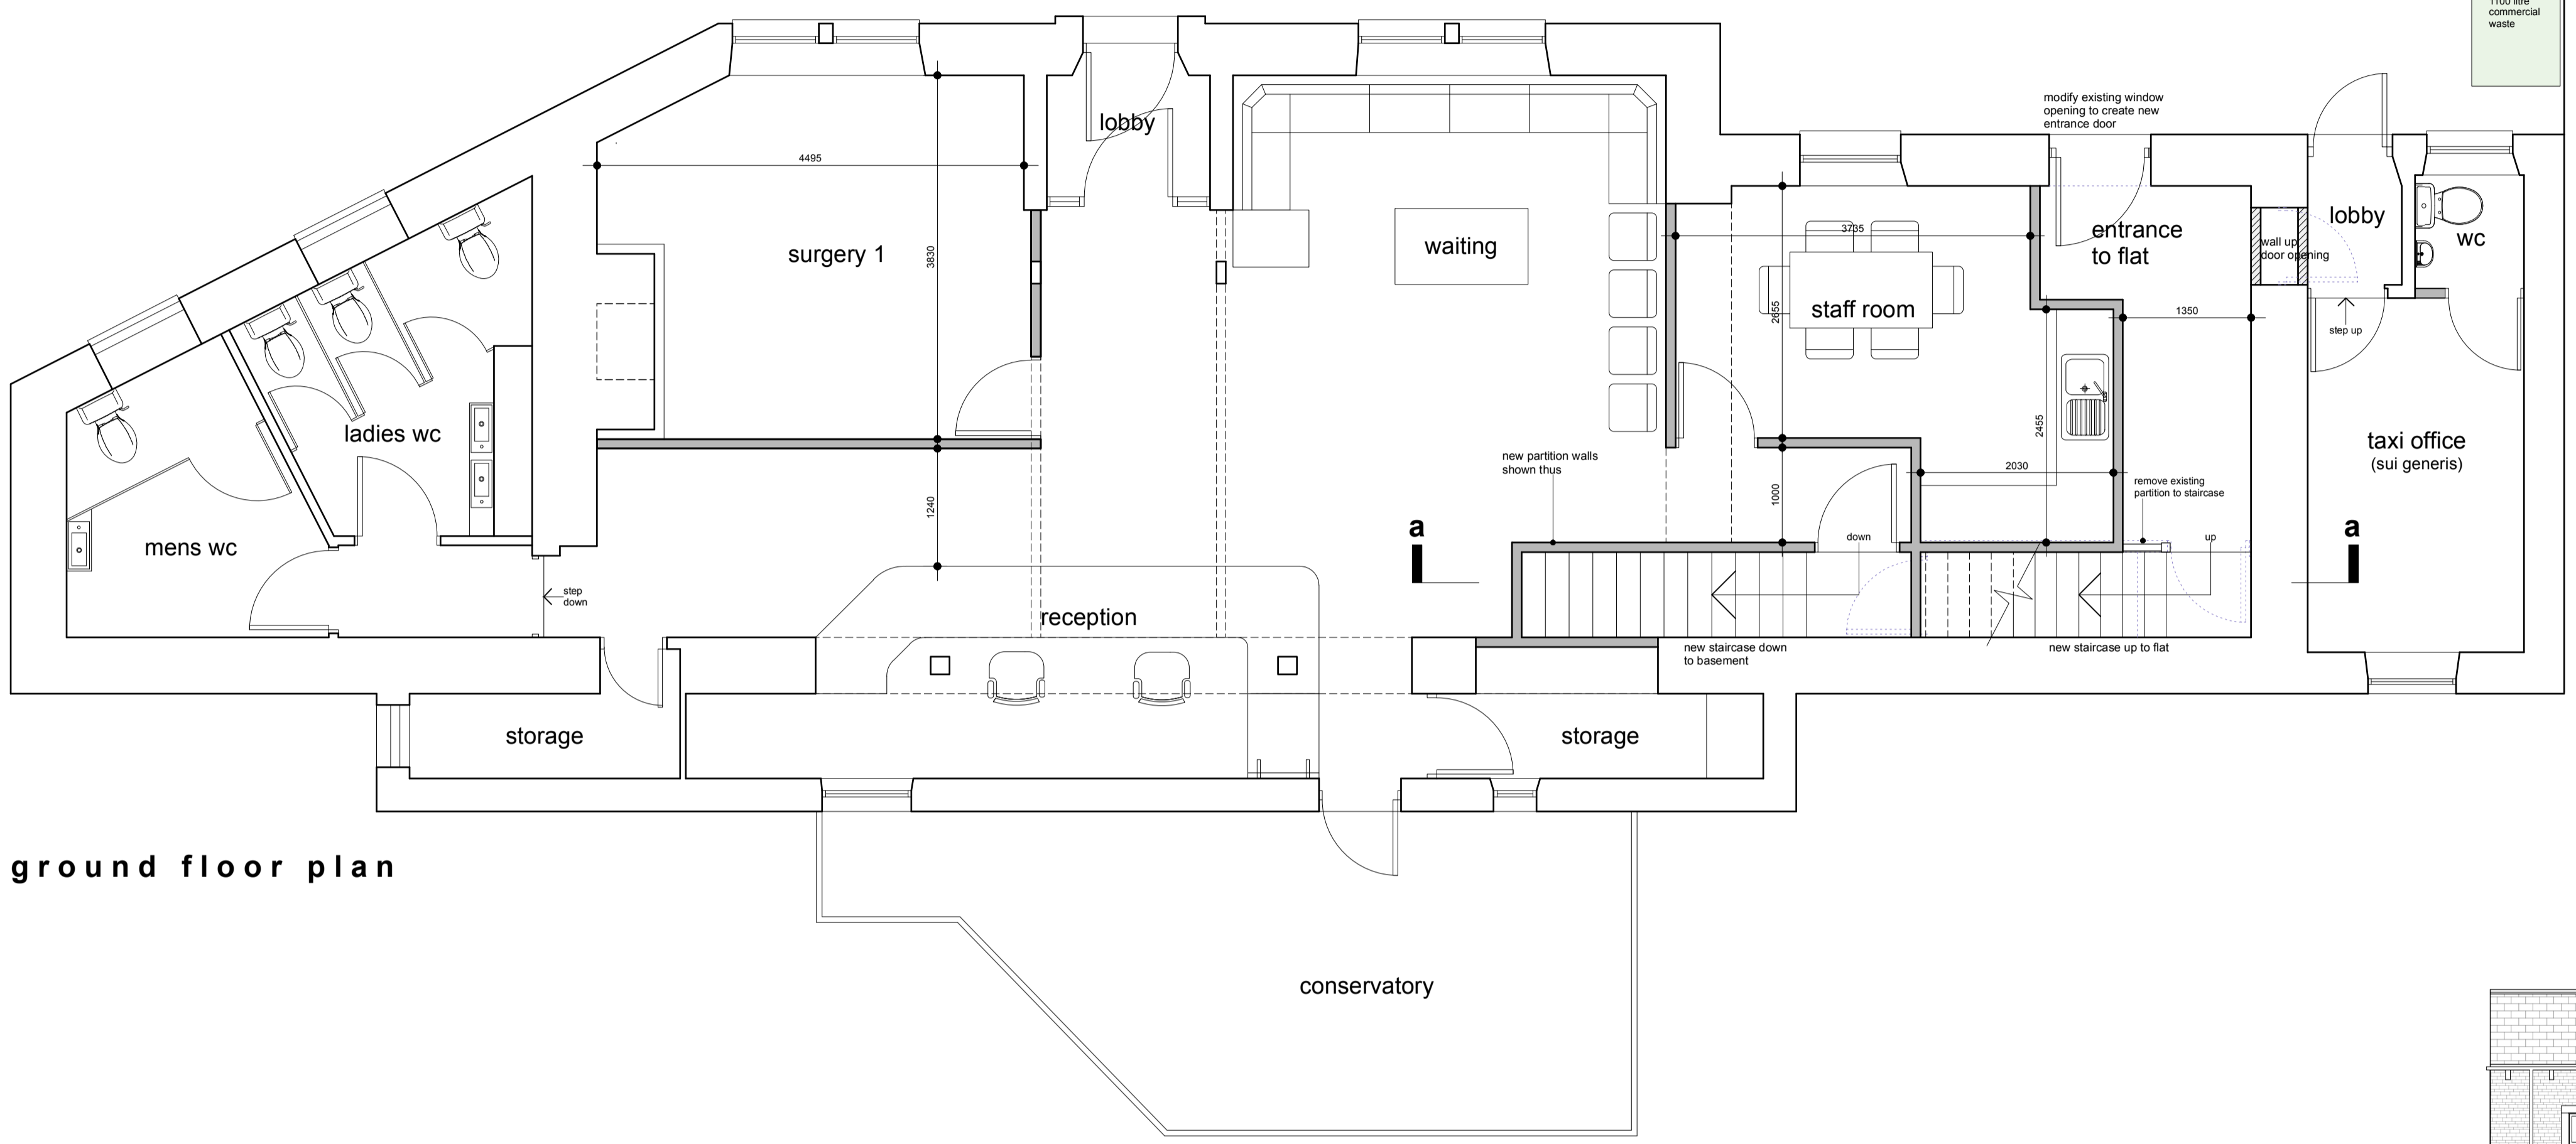 1100 litre
commercial
waste
modify existing window
opening to create new
entrance door
lobby
4495
surgery 1
3830
waiting
3735
staff room
2655
entrance
to flat
wall up
door opening
lobby
wc
1350
step up
ladies wc
mens wc
1240
new partition walls
shown thus
2455
2030
1000
remove existing
partition to staircase
taxi office
(sui generis)
a
a
down
up
step
down
reception
new staircase down
to basement
new staircase up to flat
storage
storage
ground floor plan
conservatory